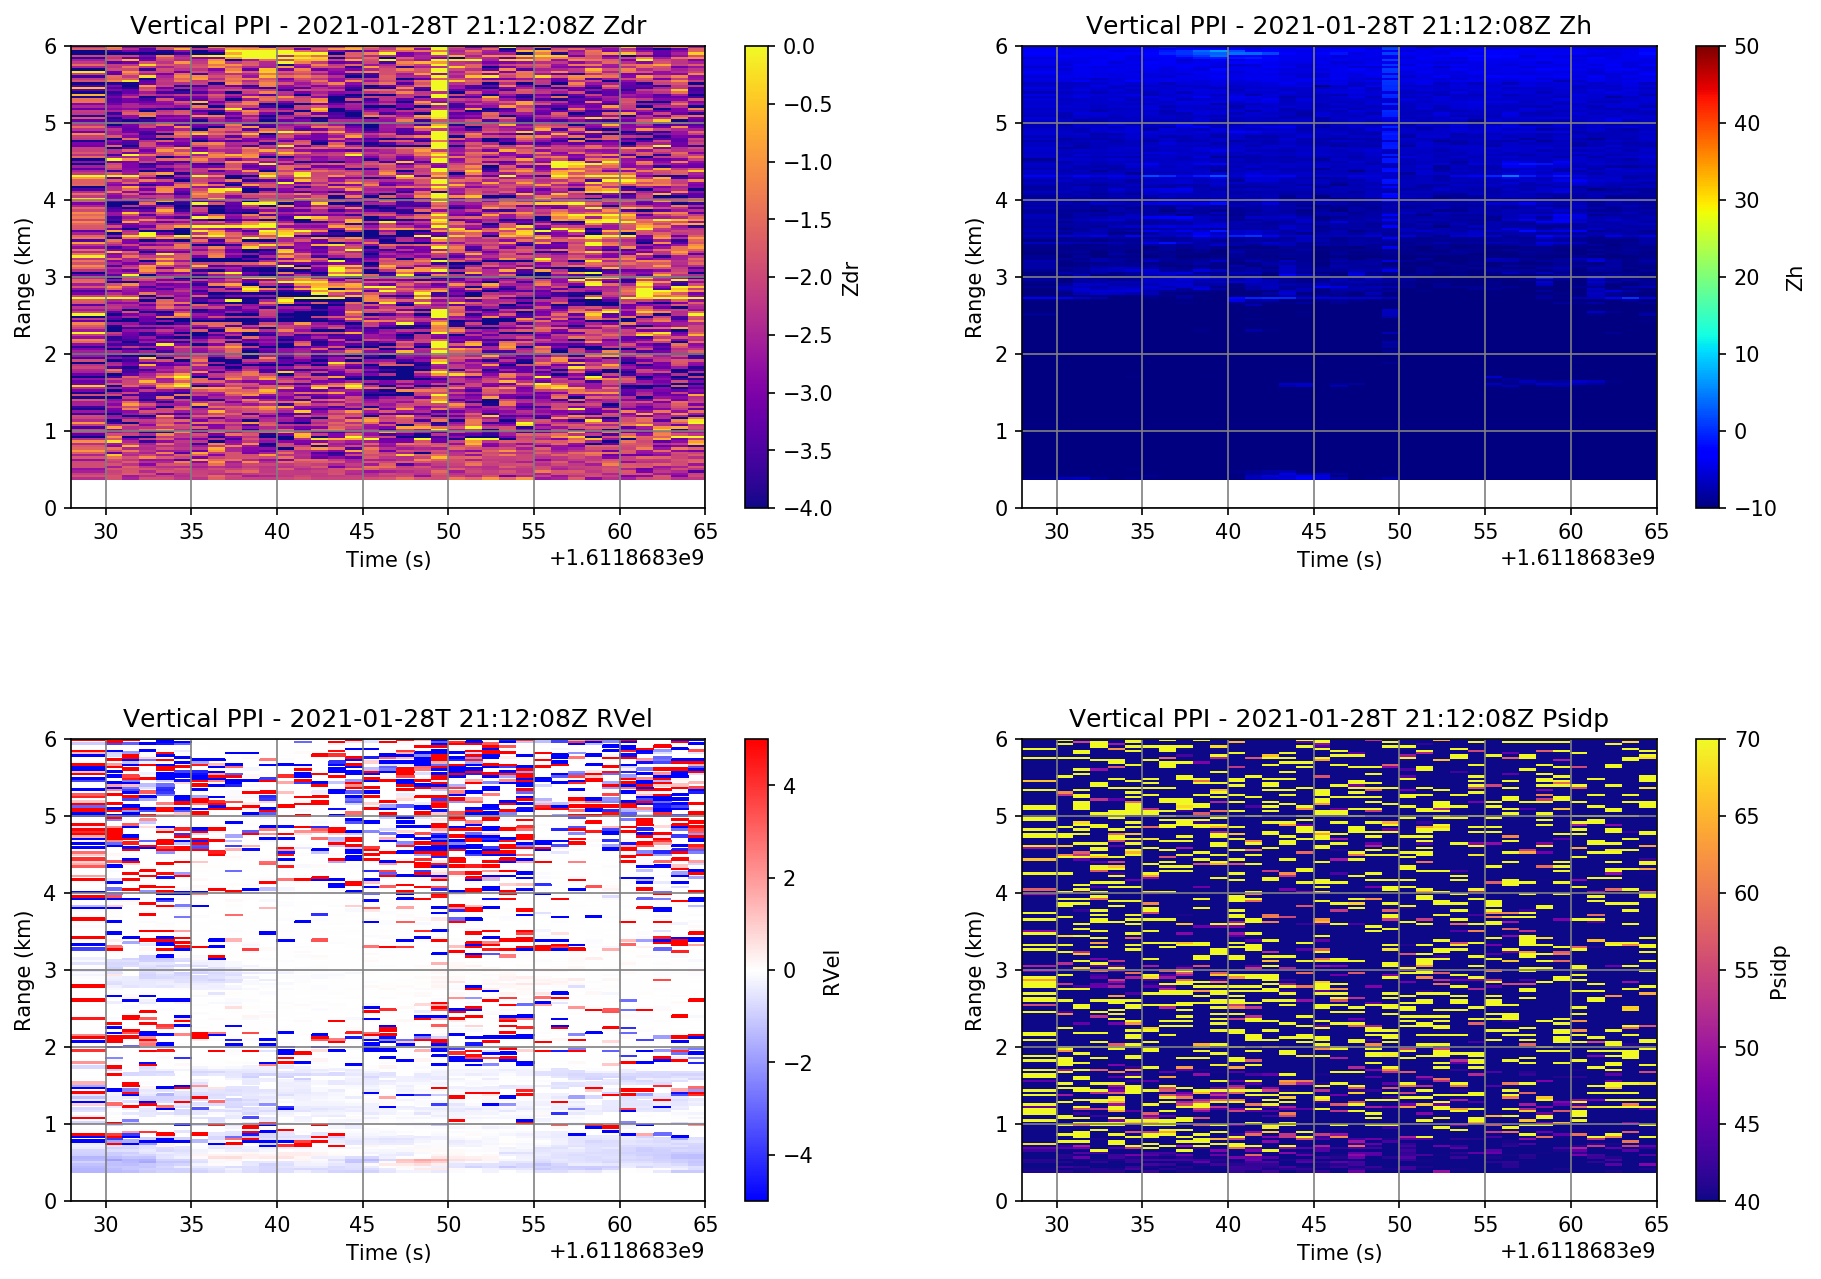 Vertical PPI - 2021-01-28T 21:12:08Z Zdr
6
5
4
3
2
1
0
Range (km)
30 35 40 45 50 55 60 65
Time (s)
+1.6118683e9
0.0
−0.5
−1.0
−1.5
−2.0
−2.5
−3.0
−3.5
−4.0
Zdr
Vertical PPI - 2021-01-28T 21:12:08Z Zh
6
5
4
3
2
1
0
Range (km)
30 35 40 45 50 55 60 65
Time (s)
+1.6118683e9
50
40
30
20
10
0
−10
Zh
Vertical PPI - 2021-01-28T 21:12:08Z RVel
6
5
4
3
2
1
0
Range (km)
30 35 40 45 50 55 60 65
Time (s)
+1.6118683e9
4
2
0
−2
−4
RVel
Vertical PPI - 2021-01-28T 21:12:08Z Psidp
6
5
4
3
2
1
0
Range (km)
30 35 40 45 50 55 60 65
Time (s)
+1.6118683e9
70
65
60
55
50
45
40
Psidp